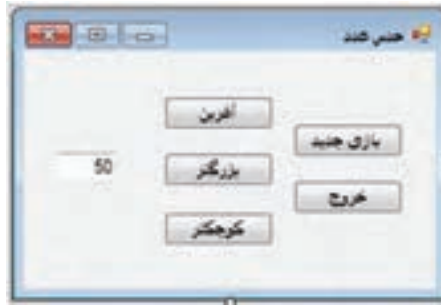 حدس عدد
آفرین
بازی جدید
بزرگتر
50
خروج
کوچکتر